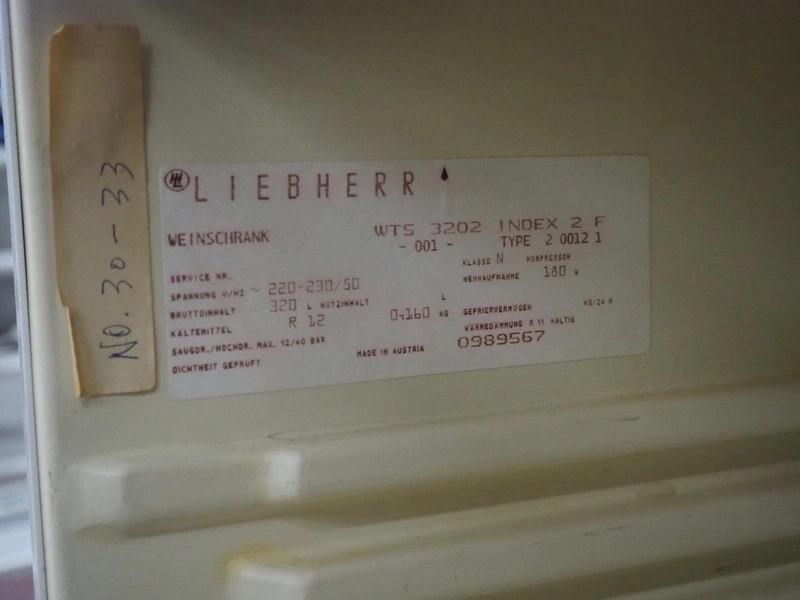 NO. 30-33
HL LIEBHERR
WEINSCHRANK
WTS 3202 INDEX 2 F
- 001 - TYPE 2 0012 1
KLASSE N KOMPRESSOR
SERVICE NR.
NENNAUFNAHME 180 W
SPANNUNG V/HZ ~ 220-230/50
BRUTTOINHALT 320 L NUTZINHALT L
KÄLTEMITTEL R 12 0,160 KG GEFRIERVERMÖGEN KG/24 H
SAUGDR./HOCHDR. MAX. 12/40 BAR
WÄRMEDÄMMUNG R 11 HALTIG
DICHTHEIT GEPRÜFT MADE IN AUSTRIA 0989567